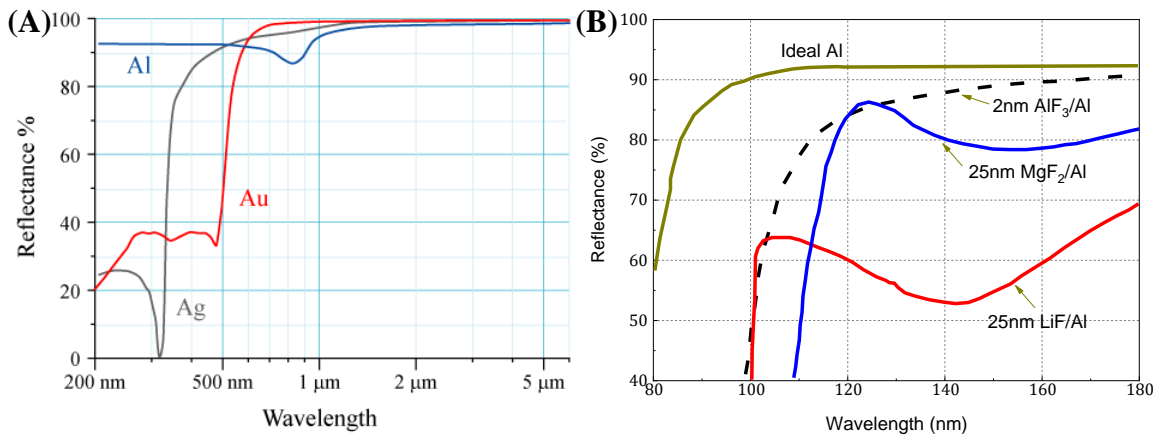 (A)
Reflectance %
100
80
60
40
20
0
Al
Au
Ag
200 nm 500 nm 1 μm 2 μm 5 μm
Wavelength
(B)
Reflectance (%)
100
90
80
70
60
50
40
Ideal Al
2nm AlF₃/Al
25nm MgF₂/Al
25nm LiF/Al
80 100 120 140 160 180
Wavelength (nm)